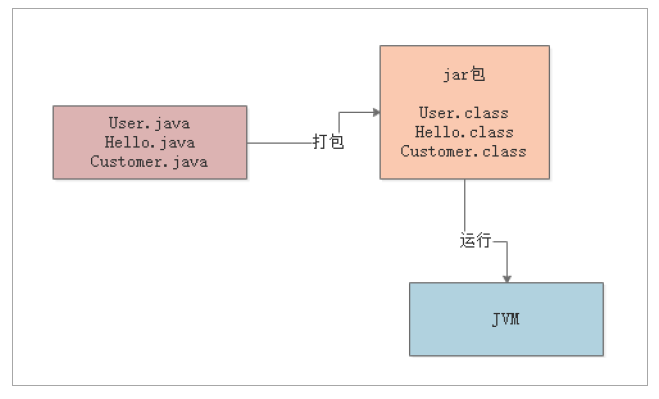 User.java
Hello.java
Customer.java
打包
jar包
User.class
Hello.class
Customer.class
运行
JVM